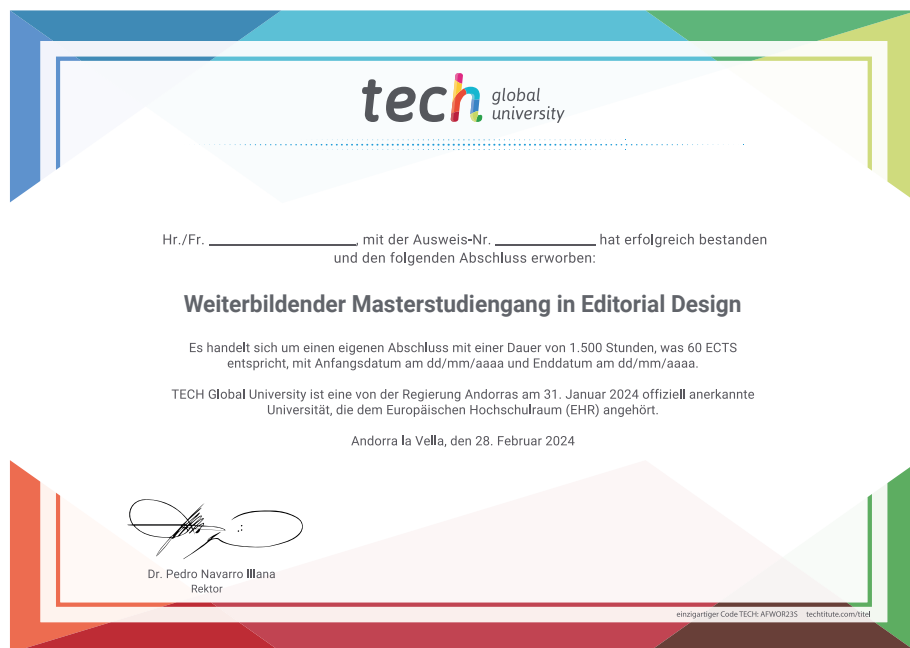 tech global university
Hr./Fr. ____________________, mit der Ausweis-Nr. ______________ hat erfolgreich bestanden
und den folgenden Abschluss erworben:
Weiterbildender Masterstudiengang in Editorial Design
Es handelt sich um einen eigenen Abschluss mit einer Dauer von 1.500 Stunden, was 60 ECTS
entspricht, mit Anfangsdatum am dd/mm/aaaa und Enddatum am dd/mm/aaaa.
TECH Global University ist eine von der Regierung Andorras am 31. Januar 2024 offiziell anerkannte
Universität, die dem Europäischen Hochschulraum (EHR) angehört.
Andorra la Vella, den 28. Februar 2024
Dr. Pedro Navarro Illana
Rektor
einzigartiger Code TECH: AFWOR23S techtitute.com/titel